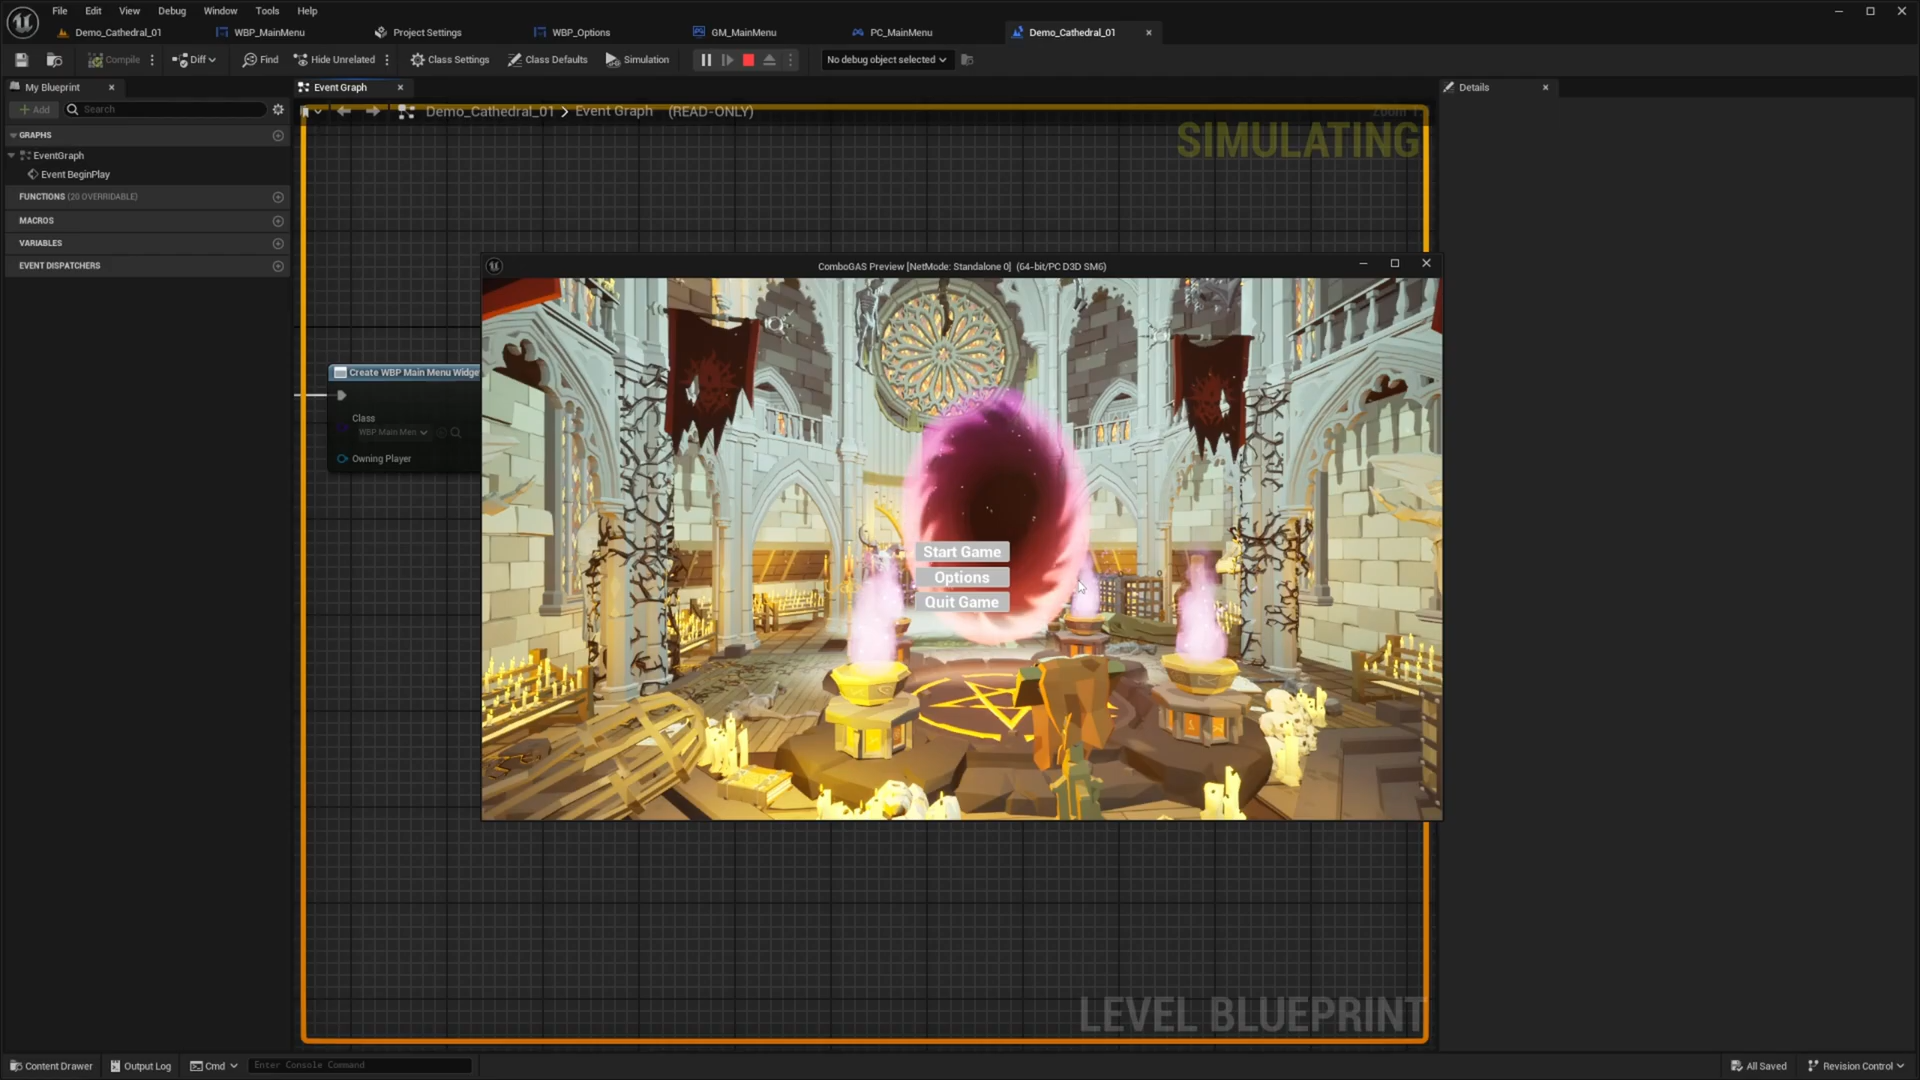 File Edit View Debug Window Tools Help
Demo_Cathedral_01 WBP_MainMenu Project Settings WBP_Options GM_MainMenu PC_MainMenu Demo_Cathedral_01
Compile Diff Find Hide Unrelated Class Settings Class Defaults Simulation No debug object selected
My Blueprint Event Graph Details
Add Search
Demo_Cathedral_01 > Event Graph (READ-ONLY)
SIMULATING
GRAPHS
EventGraph
Event BeginPlay
FUNCTIONS (20 OVERRIDABLE)
MACROS
VARIABLES
EVENT DISPATCHERS
ComboGAS Preview [NetMode: Standalone 0] (64-bit/PC D3D SM6)
Create WBP Main Menu Widge
Class
WBP Main Men
Owning Player
Start Game
Options
Quit Game
LEVEL BLUEPRINT
Content Drawer Output Log Cmd Enter Console Command All Saved Revision Control